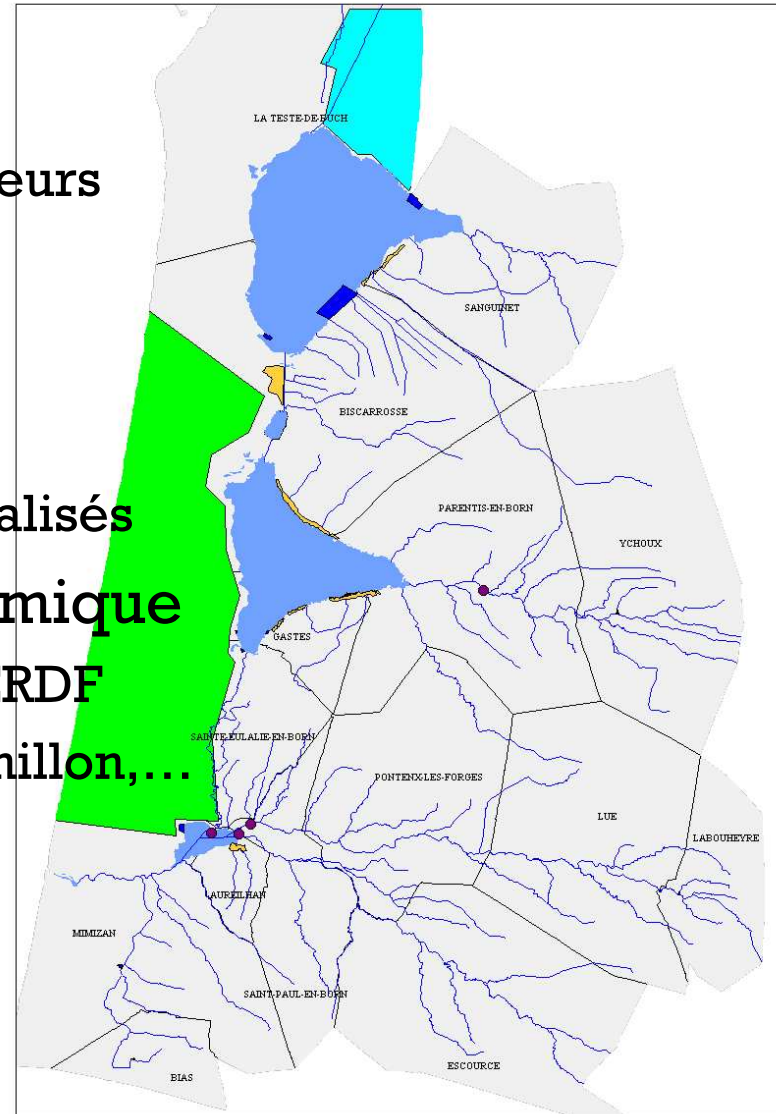 LA TESTE-DE-BUCH
eurs
SANGUINET
BISCARROSSE
alisés
PARENTIS-EN-BORN
YCHOUX
mique
GASTES
RDF
SAINTE-EULALIE-EN-BORN
nillon,...
PONTENX-LES-FORGES
LUE
LABOUHEYRE
AUREILHAN
MIMIZAN
SAINT-PAUL-EN-BORN
ESCOURCE
BIAS